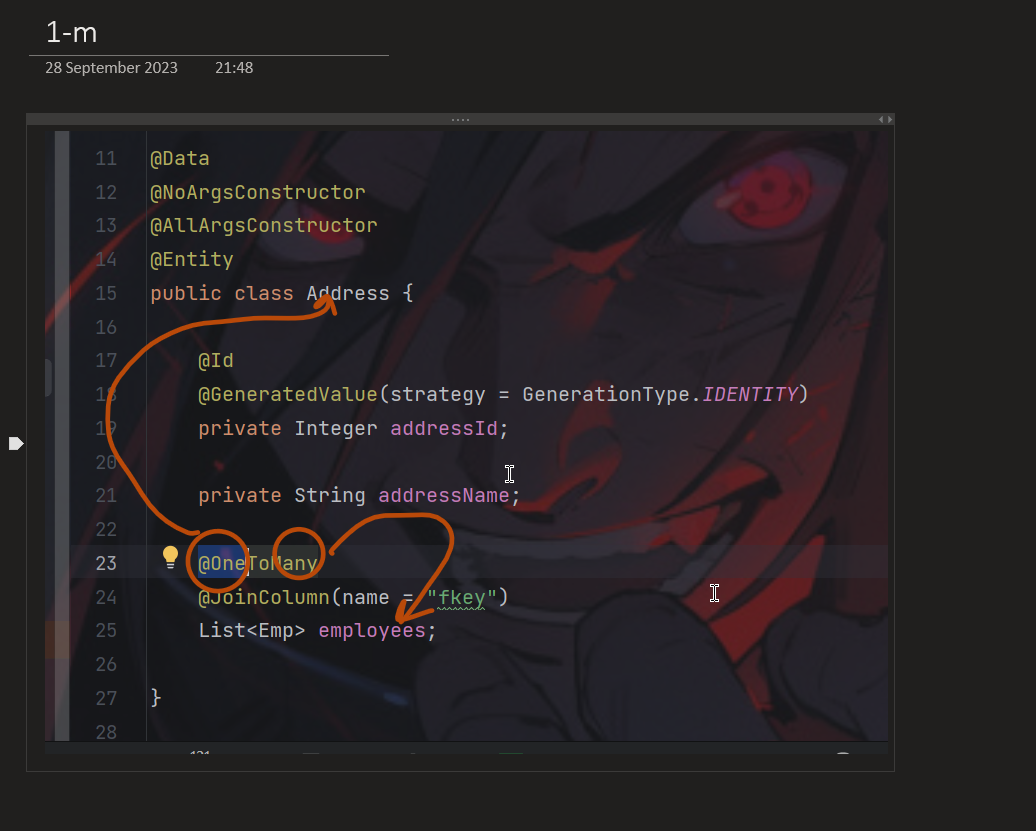 1-m
28 September 2023 21:48
11 @Data
12 @NoArgsConstructor
13 @AllArgsConstructor
14 @Entity
15 public class Address {
16
17 @Id
18 @GeneratedValue(strategy = GenerationType.IDENTITY)
19 private Integer addressId;
20
21 private String addressName;
22
23 @OneToMany
24 @JoinColumn(name = "fkey")
25 List<Emp> employees;
26
27 }
28